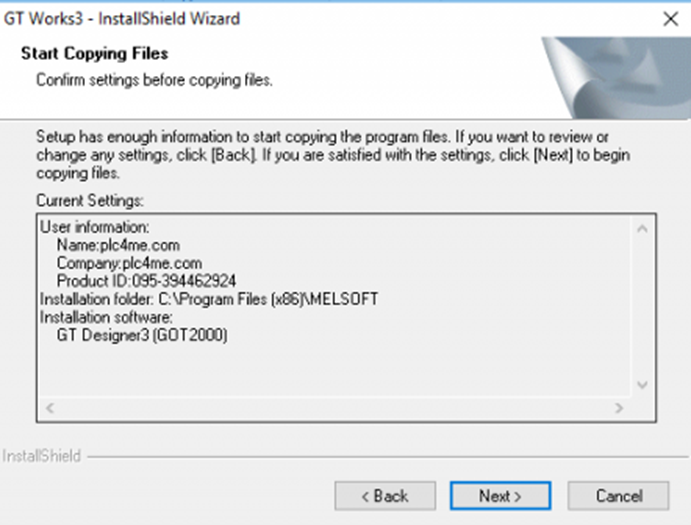 GT Works3 - InstallShield Wizard
Start Copying Files
Confirm settings before copying files.
Setup has enough information to start copying the program files. If you want to review or
change any settings, click [Back]. If you are satisfied with the settings, click [Next] to begin
copying files.
Current Settings:
User information:
Name:plc4me.com
Company:plc4me.com
Product ID:095-394462924
Installation folder: C:\Program Files (x86)\MELSOFT
Installation software:
GT Designer3 (GOT2000)
InstallShield
< Back
Next >
Cancel